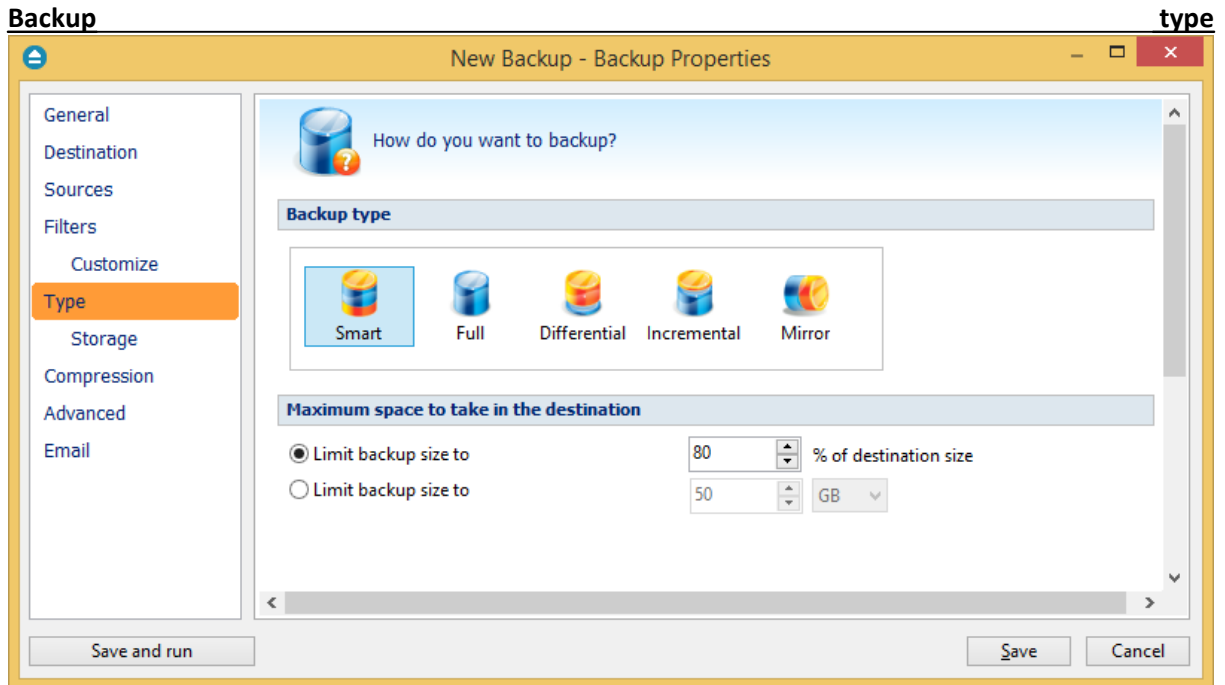 Backup type
New Backup - Backup Properties
General
Destination
Sources
Filters
Customize
Type
Storage
Compression
Advanced
Email
How do you want to backup?
Backup type
Smart Full Differential Incremental Mirror
Maximum space to take in the destination
Limit backup size to 80 % of destination size
Limit backup size to 50 GB
Save and run Save Cancel